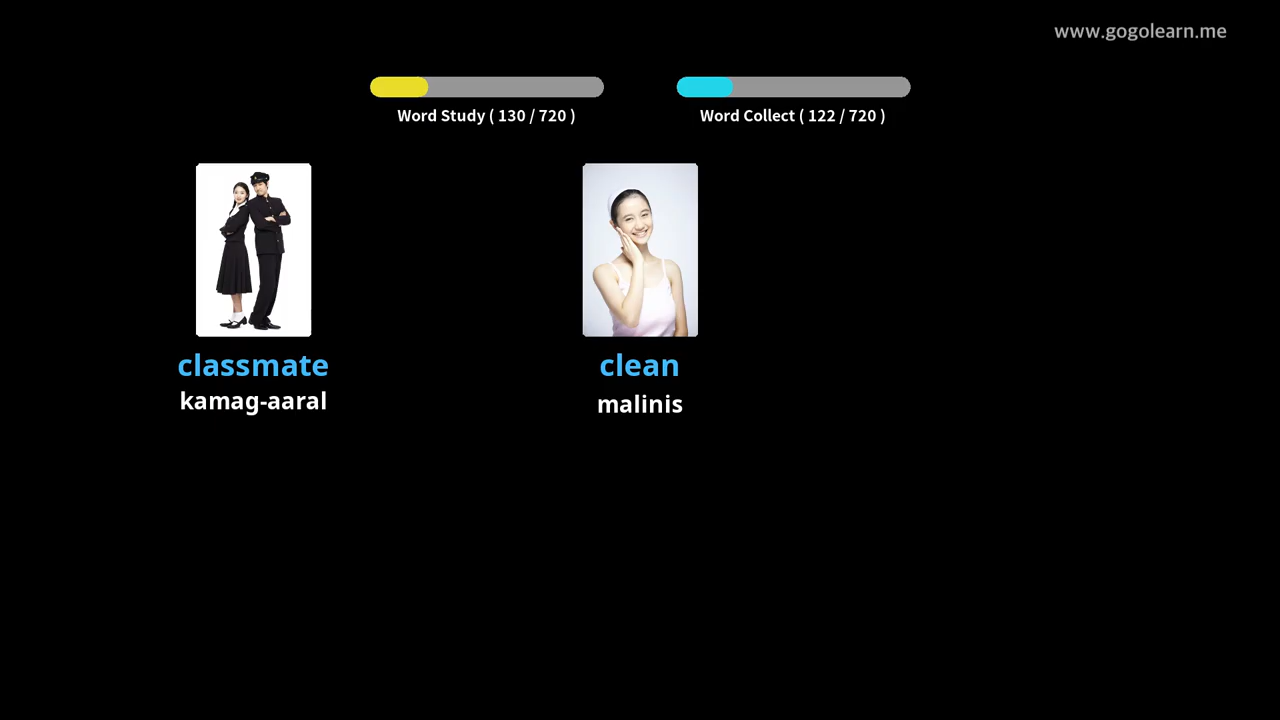 www.gogolearn.me
Word Study ( 130 / 720 )
Word Collect ( 122 / 720 )
classmate
kamag-aaral
clean
malinis